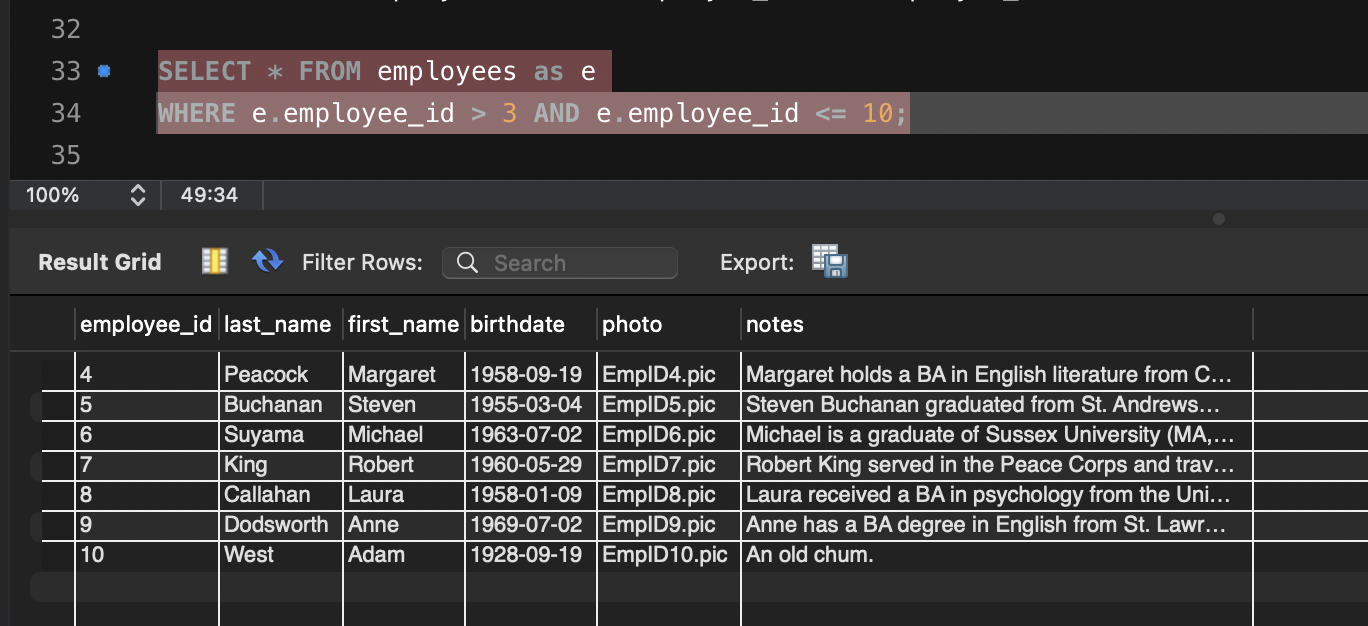 32
33 SELECT * FROM employees as e
34 WHERE e.employee_id > 3 AND e.employee_id <= 10;
35
100% 49:34
Result Grid Filter Rows: Search Export:
employee_id last_name first_name birthdate photo notes
4 Peacock Margaret 1958-09-19 EmpID4.pic Margaret holds a BA in English literature from C...
5 Buchanan Steven 1955-03-04 EmpID5.pic Steven Buchanan graduated from St. Andrews...
6 Suyama Michael 1963-07-02 EmpID6.pic Michael is a graduate of Sussex University (MA,...
7 King Robert 1960-05-29 EmpID7.pic Robert King served in the Peace Corps and trav...
8 Callahan Laura 1958-01-09 EmpID8.pic Laura received a BA in psychology from the Uni...
9 Dodsworth Anne 1969-07-02 EmpID9.pic Anne has a BA degree in English from St. Lawr...
10 West Adam 1928-09-19 EmpID10.pic An old chum.